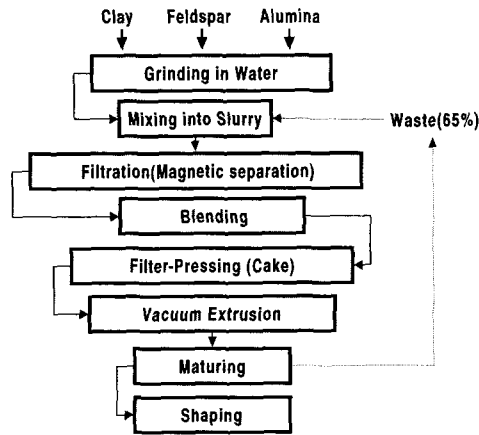 Clay Feldspar Alumina
Grinding in Water
Mixing into Slurry
Waste(65%)
Filtration(Magnetic separation)
Blending
Filter-Pressing (Cake)
Vacuum Extrusion
Maturing
Shaping